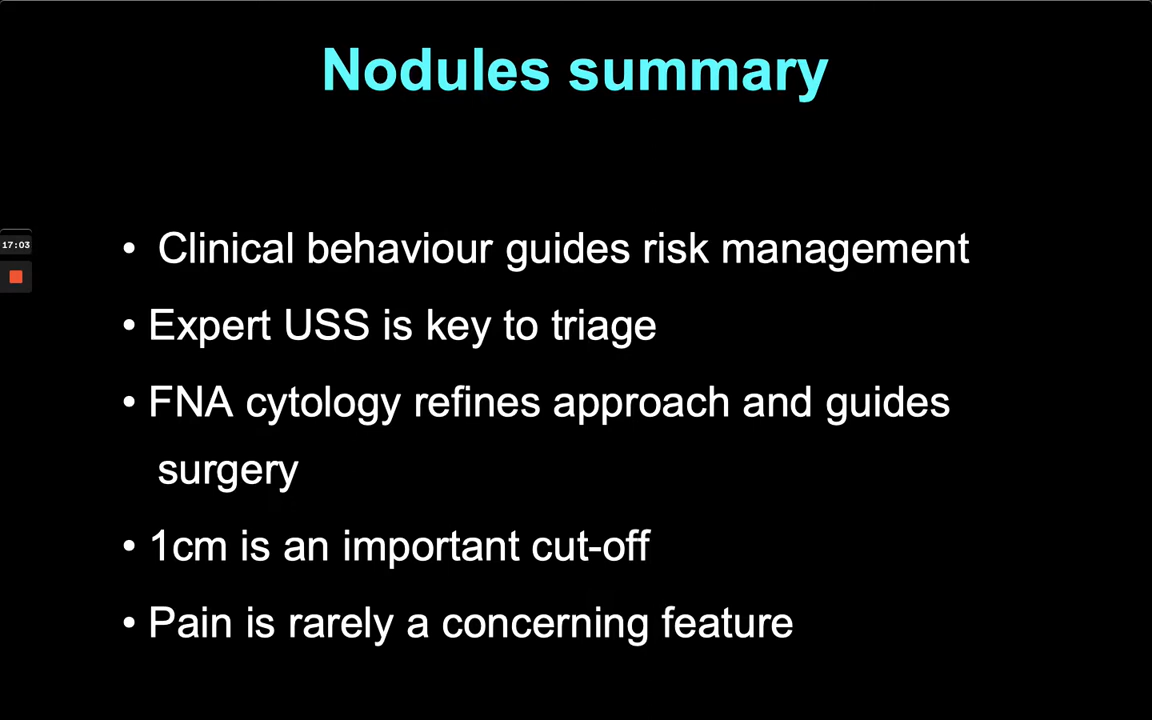 Nodules summary
17:03
• Clinical behaviour guides risk management
• Expert USS is key to triage
• FNA cytology refines approach and guides
surgery
• 1cm is an important cut-off
• Pain is rarely a concerning feature